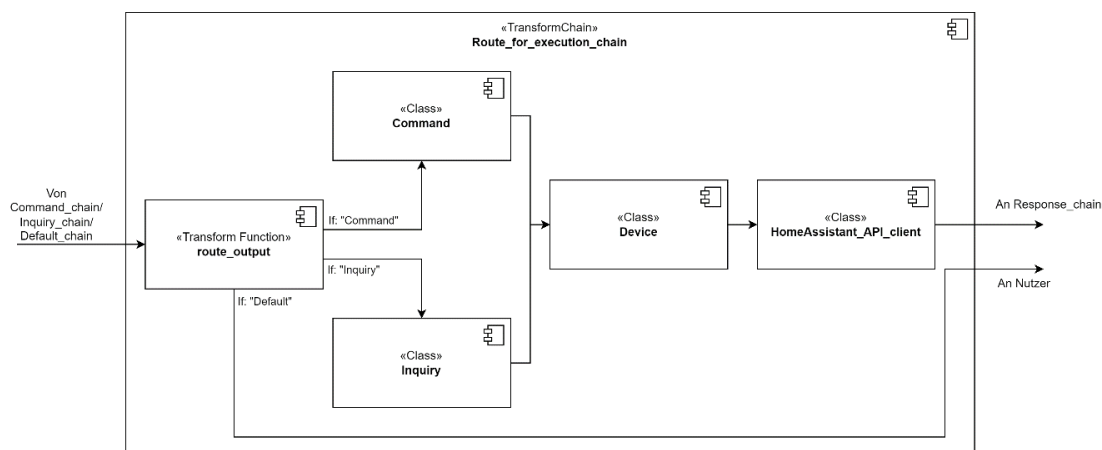 «TransformChain»
Route_for_execution_chain
«Class»
Command
Von
Command_chain/
Inquiry_chain/
Default_chain
«Transform Function»
route_output
If: "Command"
If: "Inquiry"
If: "Default"
«Class»
Inquiry
«Class»
Device
«Class»
HomeAssistant_API_client
An Response_chain
An Nutzer